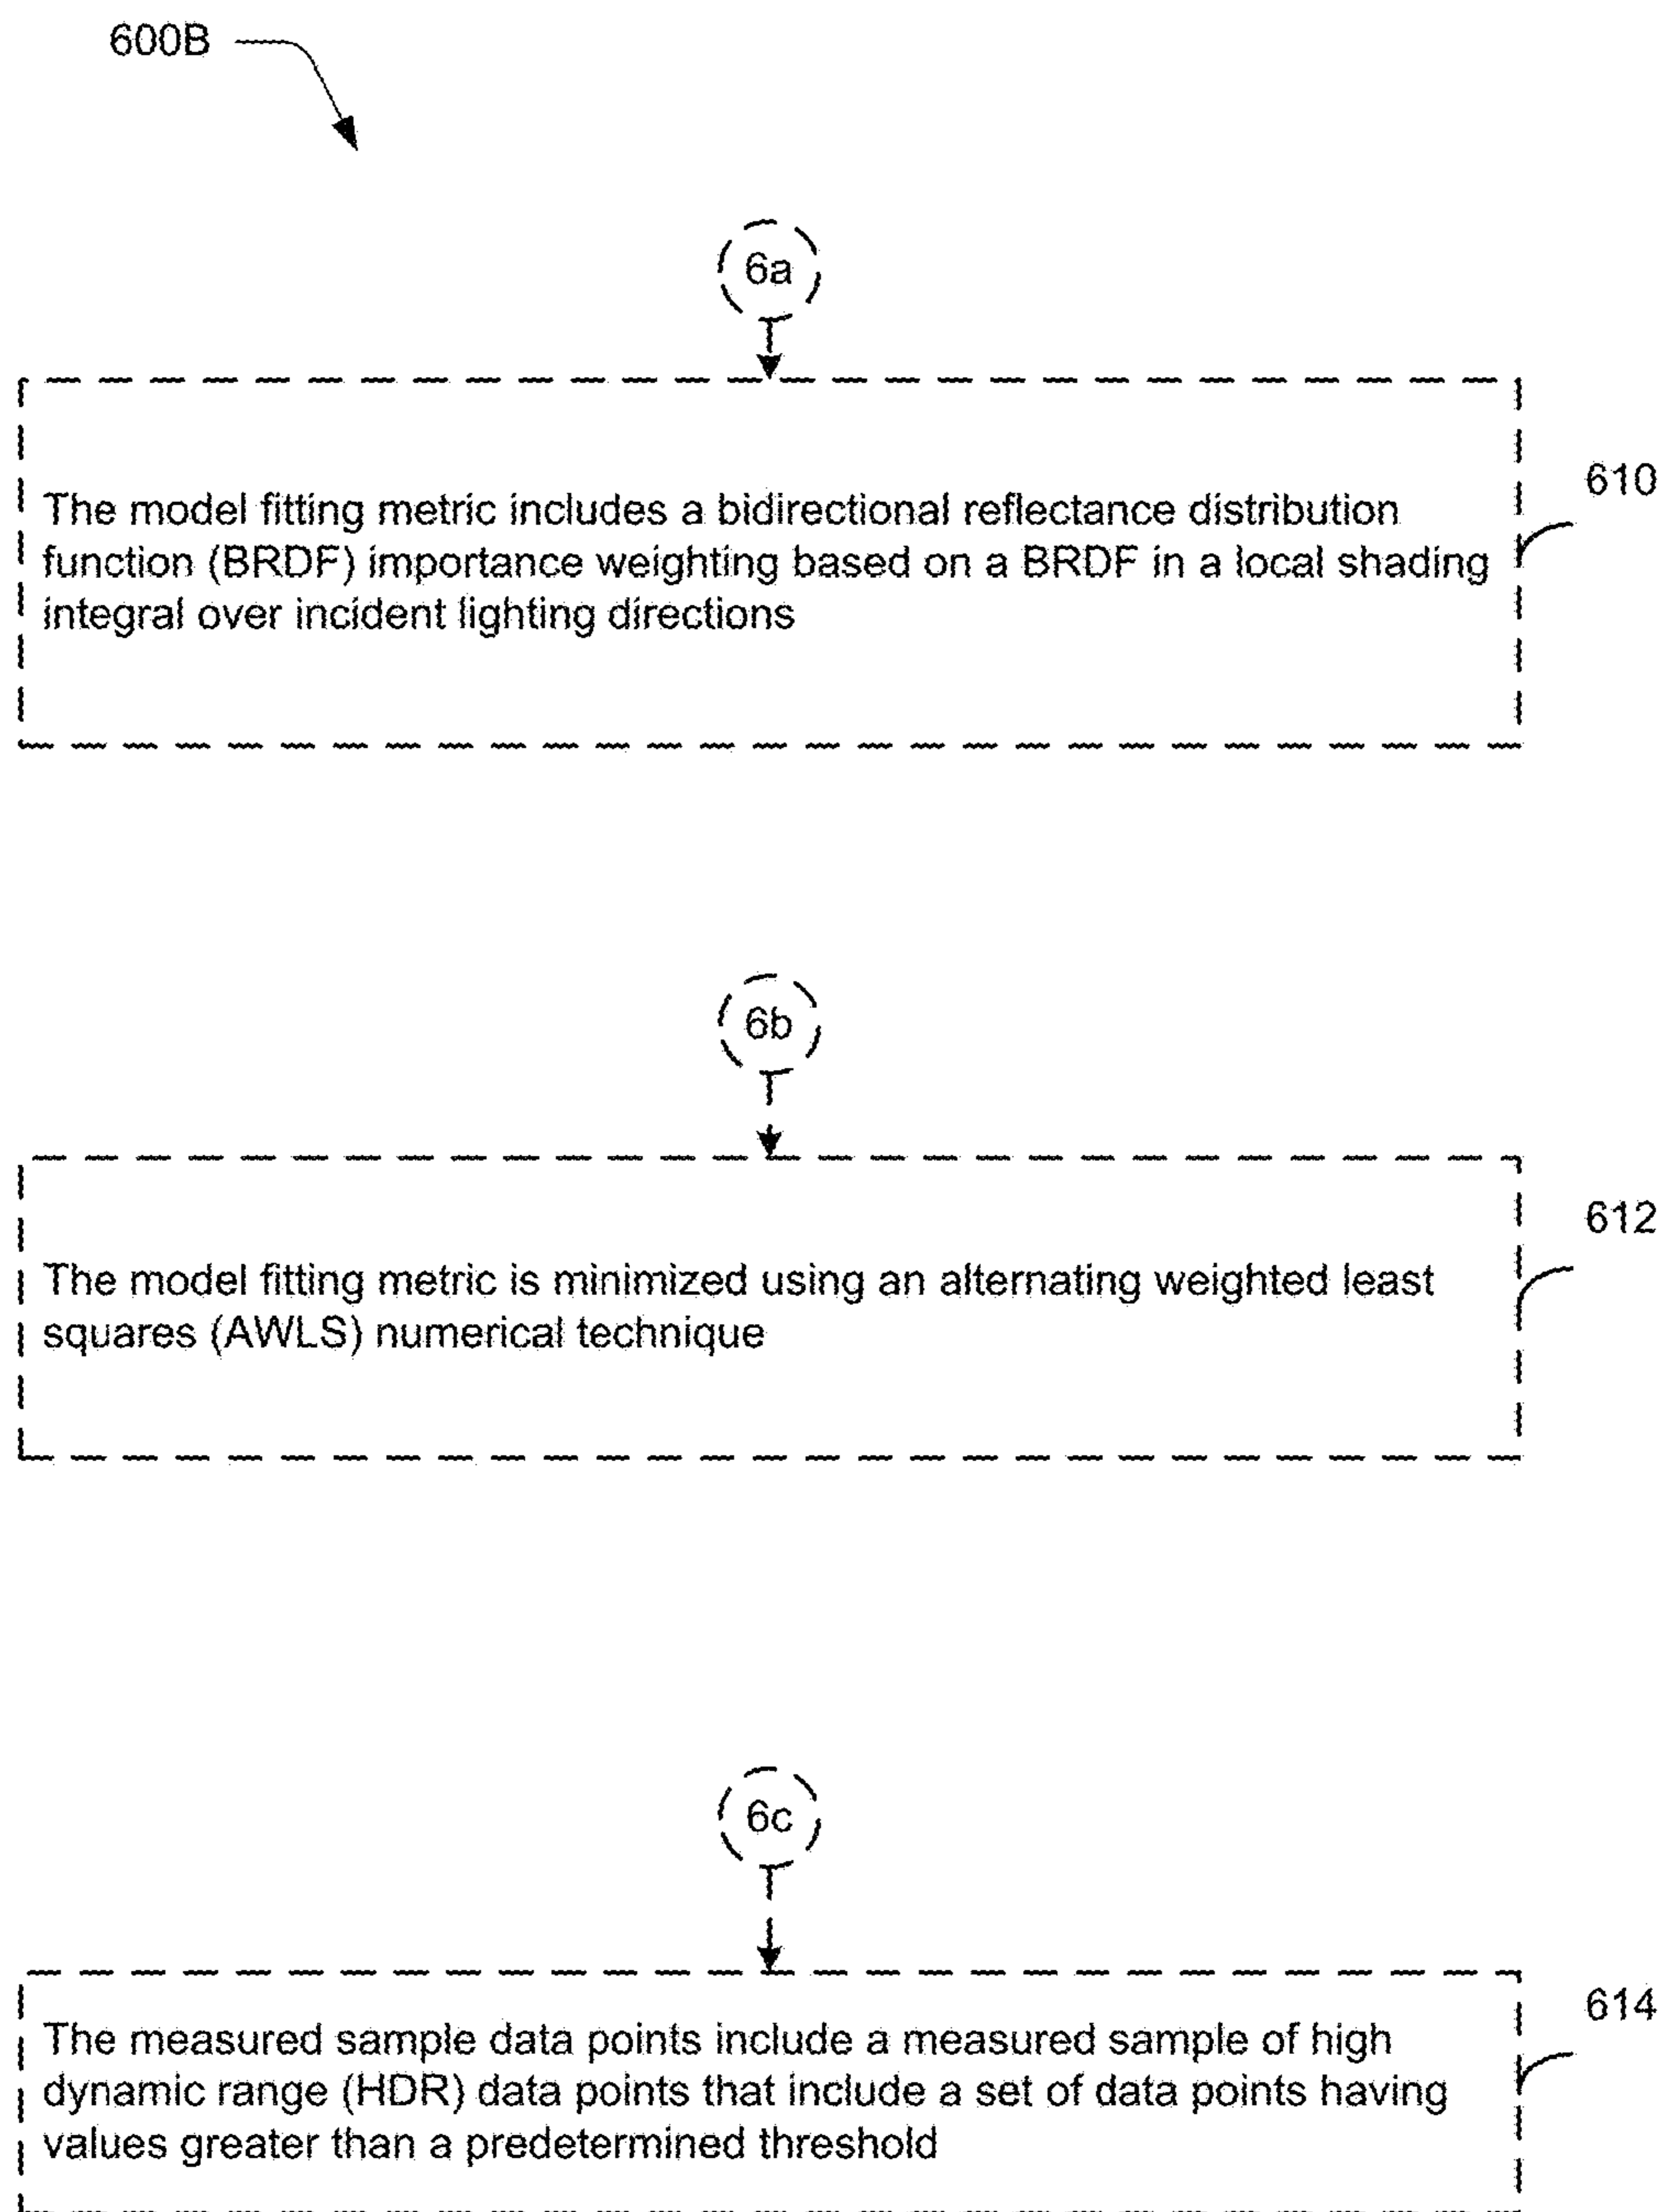 600B
6a
610
The model fitting metric includes a bidirectional reflectance distribution
function (BRDF) importance weighting based on a BRDF in a local shading
integral over incident lighting directions
6b
612
The model fitting metric is minimized using an alternating weighted least
squares (AWLS) numerical technique
6c
614
The measured sample data points include a measured sample of high
dynamic range (HDR) data points that include a set of data points having
values greater than a predetermined threshold